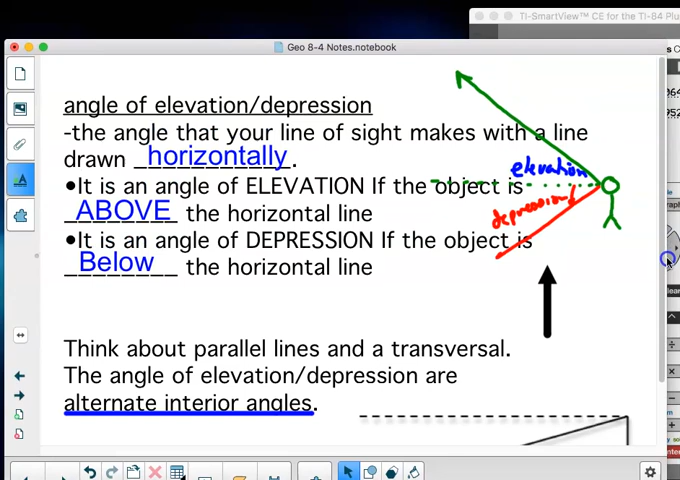 TI-SmartView™ CE for the TI-84 Plu
Geo 8-4 Notes.notebook
angle of elevation/depression
-the angle that your line of sight makes with a line
drawn horizontally.
•It is an angle of ELEVATION If the object is
ABOVE the horizontal line
•It is an angle of DEPRESSION If the object is
Below the horizontal line
elevation
depression
Think about parallel lines and a transversal.
The angle of elevation/depression are
alternate interior angles.